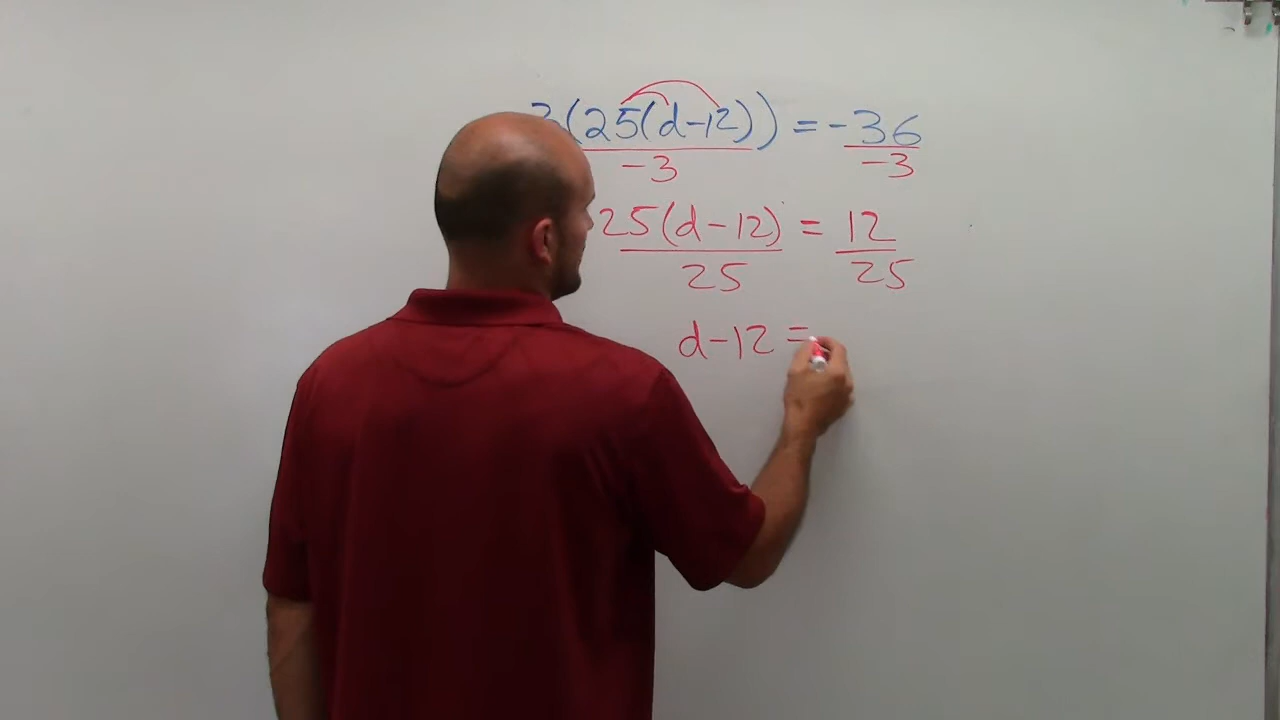 3(25(d-12)) = -36
-3 -3
25(d-12) = 12
25 25
d-12 =